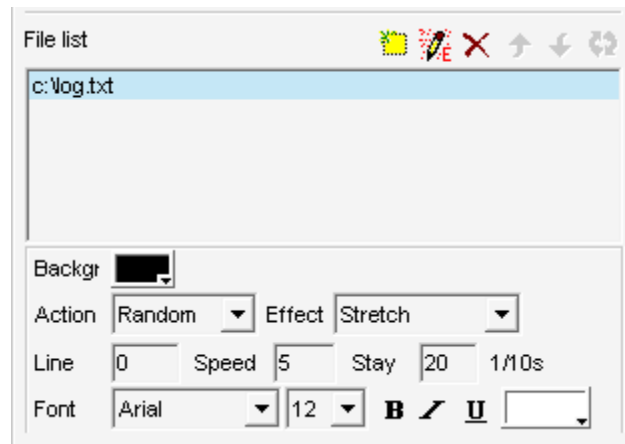 File list
c:\log.txt
Backgr
Action Random Effect Stretch
Line 0 Speed 5 Stay 20 1/10s
Font Arial 12 B I U